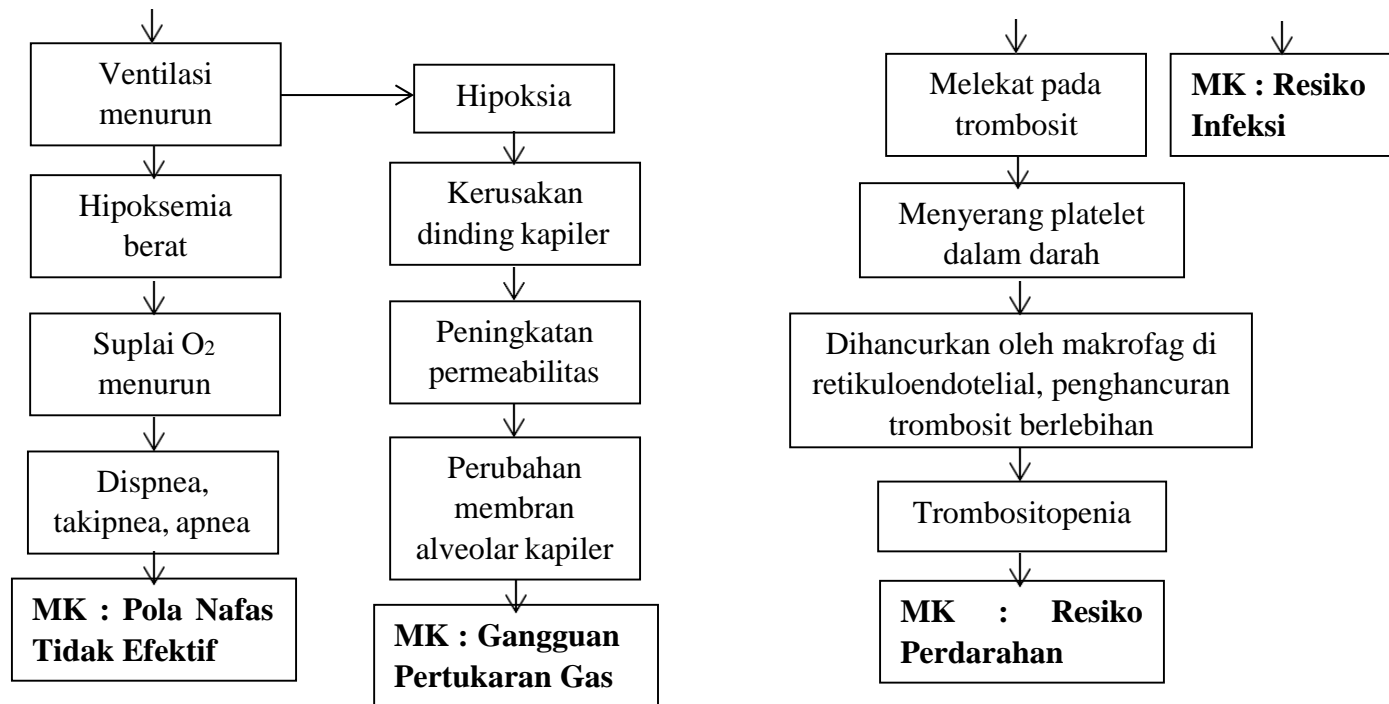 Ventilasi
menurun
Hipoksemia
berat
Suplai O2
menurun
Dispnea,
takipnea, apnea
MK : Pola Nafas
Tidak Efektif
Hipoksia
Kerusakan
dinding kapiler
Peningkatan
permeabilitas
Perubahan
membran
alveolar kapiler
MK : Gangguan
Pertukaran Gas
Melekat pada
trombosit
Menyerang platelet
dalam darah
Dihancurkan oleh makrofag di
retikuloendotelial, penghancuran
trombosit berlebihan
Trombositopenia
MK : Resiko
Perdarahan
MK : Resiko
Infeksi